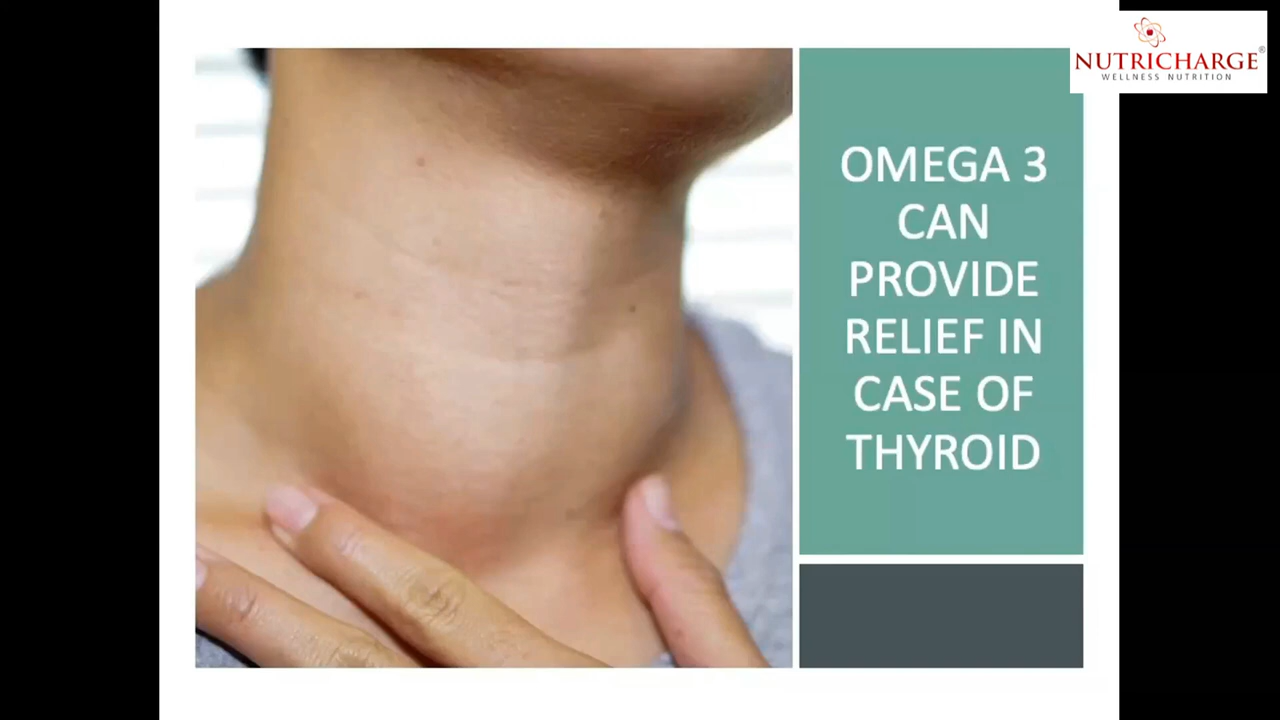 NUTRICHARGE®
WELLNESS NUTRITION
OMEGA 3
CAN
PROVIDE
RELIEF IN
CASE OF
THYROID